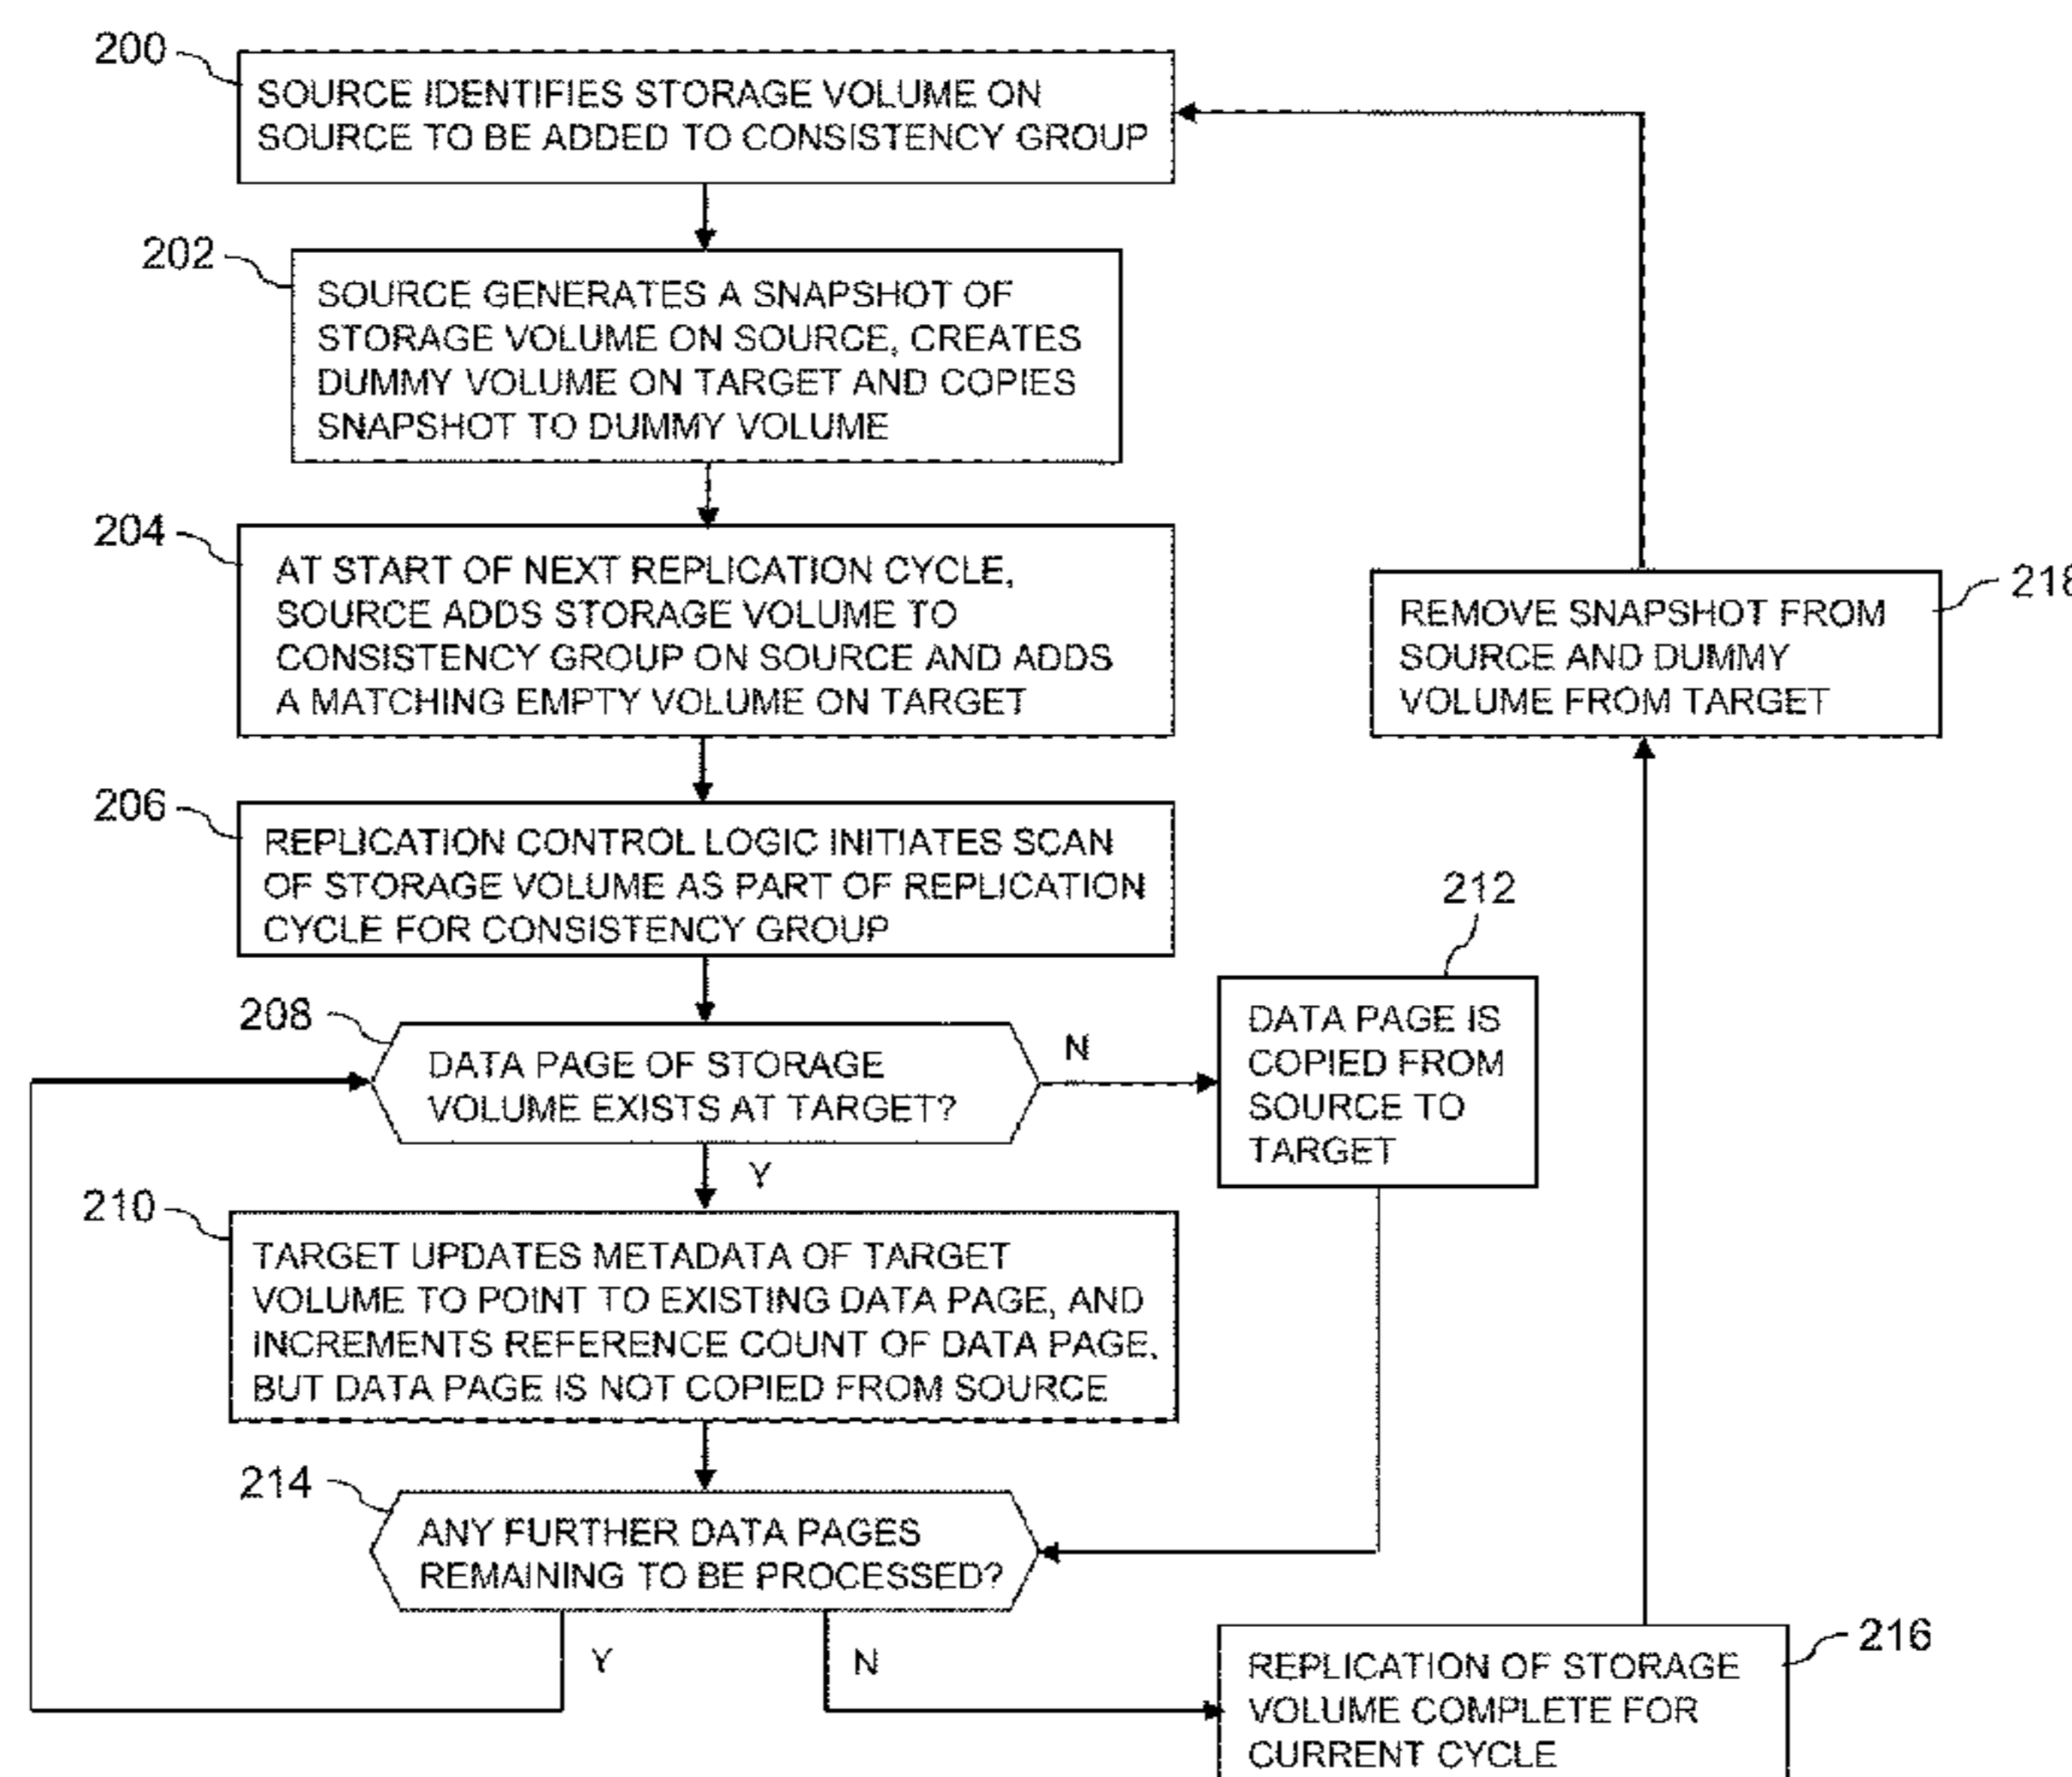 200
SOURCE IDENTIFIES STORAGE VOLUME ON
SOURCE TO BE ADDED TO CONSISTENCY GROUP
202
SOURCE GENERATES A SNAPSHOT OF
STORAGE VOLUME ON SOURCE, CREATES
DUMMY VOLUME ON TARGET AND COPIES
SNAPSHOT TO DUMMY VOLUME
204
AT START OF NEXT REPLICATION CYCLE,
SOURCE ADDS STORAGE VOLUME TO
CONSISTENCY GROUP ON SOURCE AND ADDS
A MATCHING EMPTY VOLUME ON TARGET
218
REMOVE SNAPSHOT FROM
SOURCE AND DUMMY
VOLUME FROM TARGET
206
REPLICATION CONTROL LOGIC INITIATES SCAN
OF STORAGE VOLUME AS PART OF REPLICATION
CYCLE FOR CONSISTENCY GROUP
208
DATA PAGE OF STORAGE
VOLUME EXISTS AT TARGET?
N
Y
212
DATA PAGE IS
COPIED FROM
SOURCE TO
TARGET
210
TARGET UPDATES METADATA OF TARGET
VOLUME TO POINT TO EXISTING DATA PAGE, AND
INCREMENTS REFERENCE COUNT OF DATA PAGE,
BUT DATA PAGE IS NOT COPIED FROM SOURCE
214
ANY FURTHER DATA PAGES
REMAINING TO BE PROCESSED?
Y
N
216
REPLICATION OF STORAGE
VOLUME COMPLETE FOR
CURRENT CYCLE